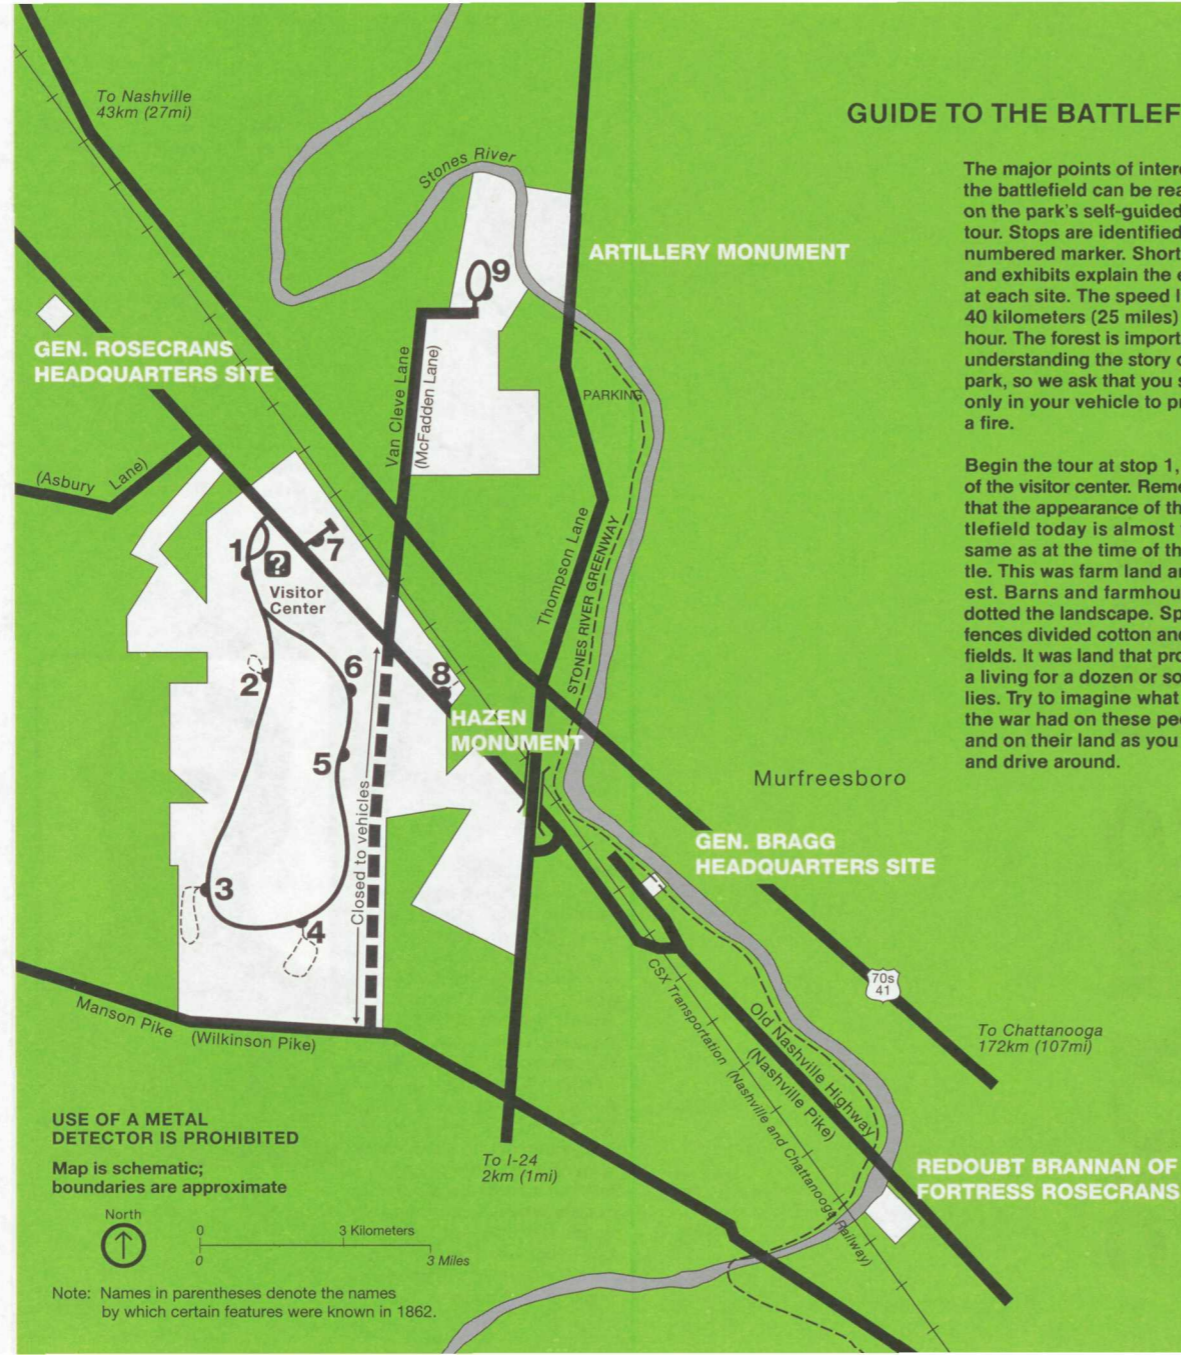 To Nashville
43km (27mi)
Stones River
GUIDE TO THE BATTLEF
The major points of intere
the battlefield can be rea
on the park's self-guided
tour. Stops are identified
numbered marker. Short
and exhibits explain the e
at each site. The speed l
40 kilometers (25 miles)
hour. The forest is import
understanding the story o
park, so we ask that you s
only in your vehicle to pr
a fire.
Begin the tour at stop 1,
of the visitor center. Reme
that the appearance of th
tlefield today is almost
same as at the time of th
tle. This was farm land an
est. Barns and farmhou
dotted the landscape. Sp
fences divided cotton and
fields. It was land that pro
a living for a dozen or so
lies. Try to imagine what
the war had on these peo
and on their land as you
and drive around.
ARTILLERY MONUMENT
9
GEN. ROSECRANS
HEADQUARTERS SITE
Van Cleve Lane
(McFadden Lane)
PARKING
(Asbury Lane)
Thompson Lane
STONES RIVER GREENWAY
1
?
7
Visitor
Center
2
6
8
HAZEN
MONUMENT
5
Closed to vehicles
Murfreesboro
GEN. BRAGG
HEADQUARTERS SITE
3
4
70s
41
Manson Pike (Wilkinson Pike)
CSX Transportation (Nashville and Chattanooga Railway)
Old Nashville Highway
(Nashville Pike)
To Chattanooga
172km (107mi)
USE OF A METAL
DETECTOR IS PROHIBITED
Map is schematic;
boundaries are approximate
To I-24
2km (1mi)
REDOUBT BRANNAN OF
FORTRESS ROSECRANS
North
0 3 Kilometers
0 3 Miles
Note: Names in parentheses denote the names
by which certain features were known in 1862.